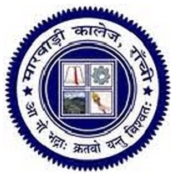 मारवाड़ी कालेज, राँची
आ नो भद्राः क्रतवो यन्तु विश्वतः